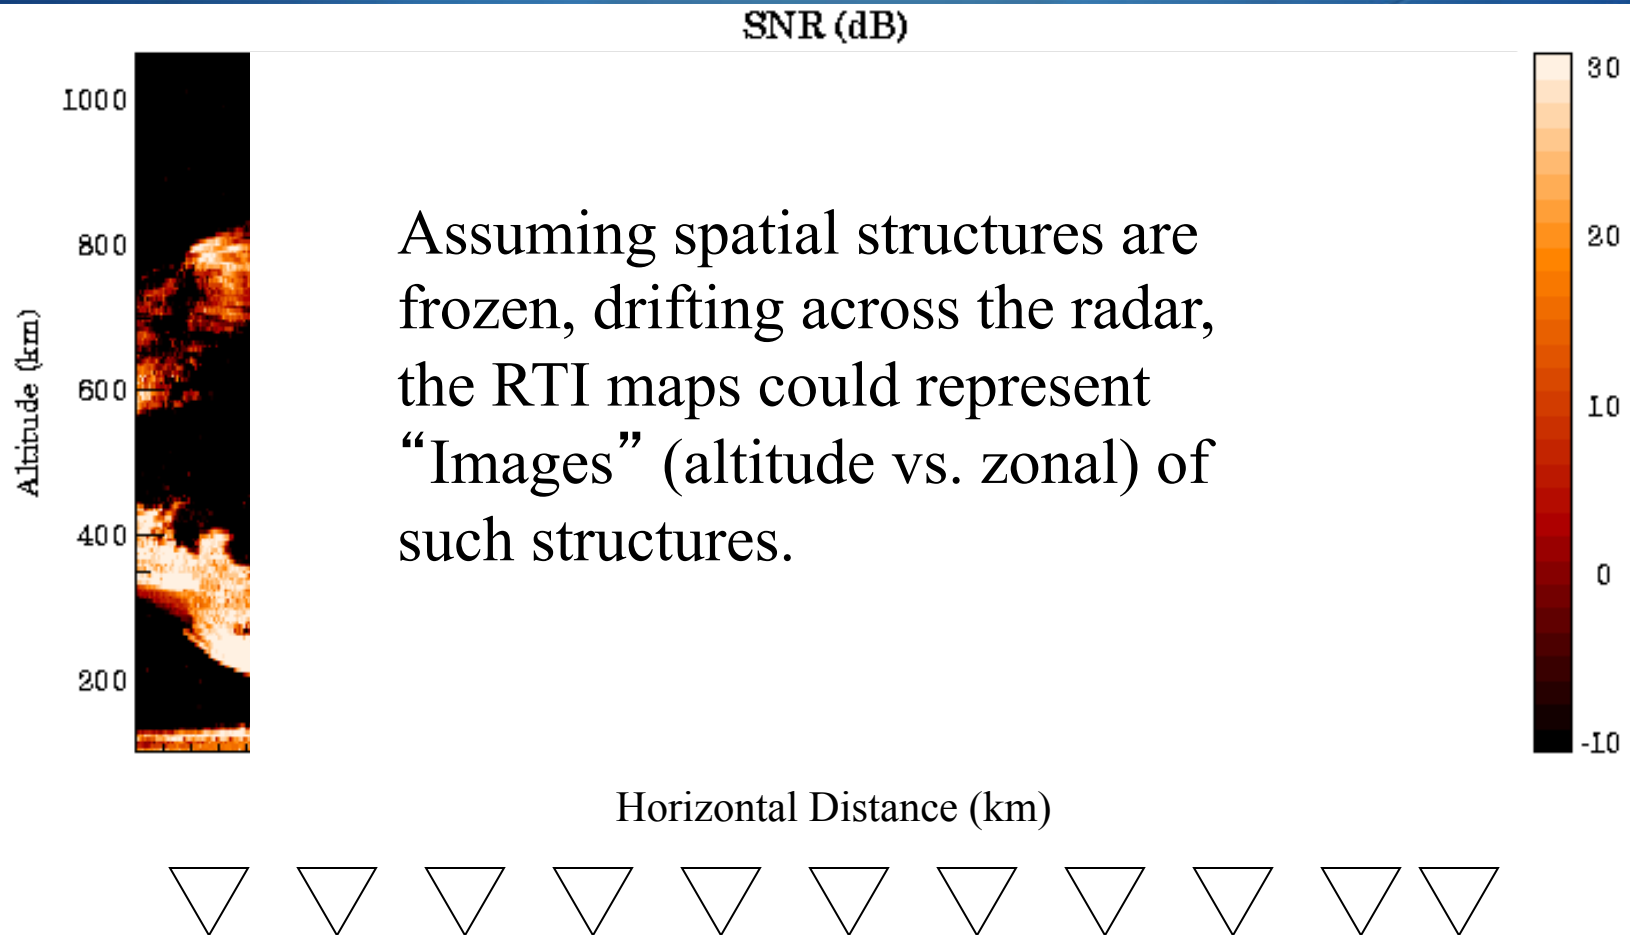 SNR (dB)
1000
800
600
400
200
Altitude (km)
Assuming spatial structures are
frozen, drifting across the radar,
the RTI maps could represent
“Images” (altitude vs. zonal) of
such structures.
30
20
10
0
-10
Horizontal Distance (km)